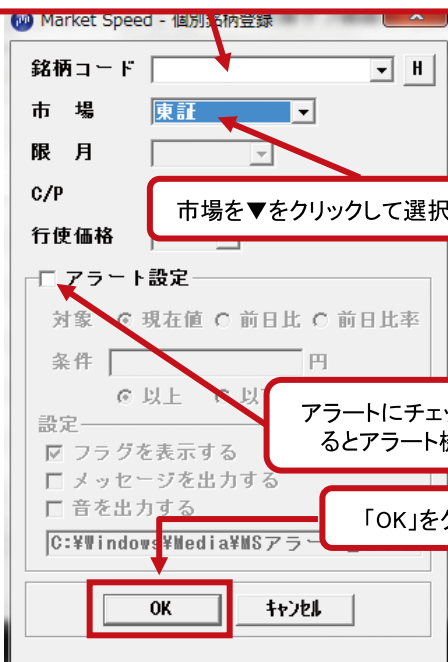 Market Speed - 個別銘柄登録
銘柄コード H
市 場 東証
限 月
C/P
市場を▼をクリックして選択
行使価格
アラート設定
対象 現在値 前日比 前日比率
条件 円
以上 以
アラートにチェッ
るとアラート
設定
フラグを表示する
メッセージを出力する
音を出力する
「OK」を
C:¥Windows¥Media¥MSアラー
OK キャンセル